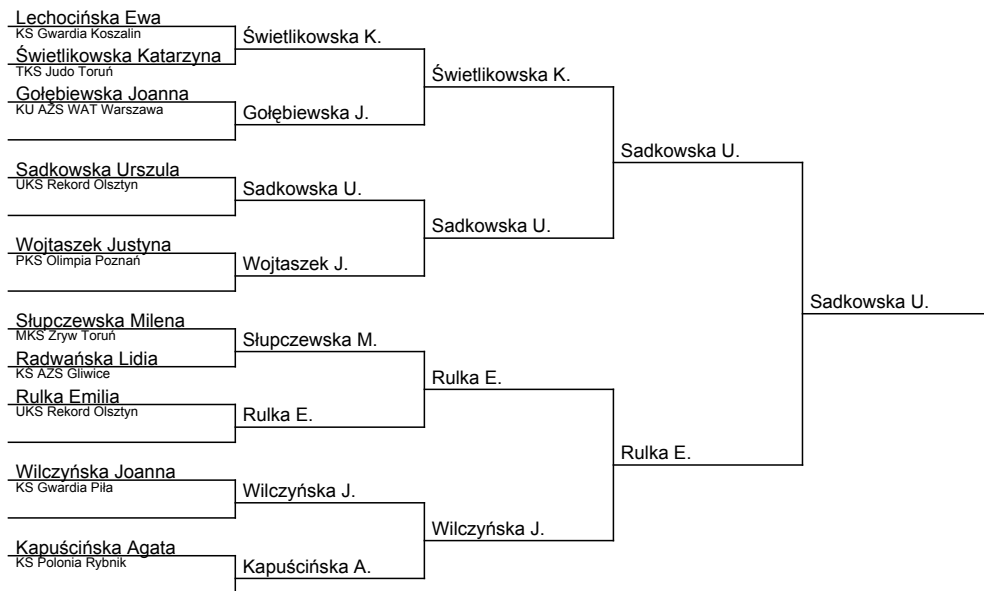 Lechocińska Ewa
KS Gwardia Koszalin
Świetlikowska Katarzyna
TKS Judo Toruń
Gołębiewska Joanna
KU AZS WAT Warszawa
Sadkowska Urszula
UKS Rekord Olsztyn
Wojtaszek Justyna
PKS Olimpia Poznań
Słupczewska Milena
MKS Zryw Toruń
Radwańska Lidia
KS AZS Gliwice
Rulka Emilia
UKS Rekord Olsztyn
Wilczyńska Joanna
KS Gwardia Piła
Kapuścińska Agata
KS Polonia Rybnik
Świetlikowska K.
Gołębiewska J.
Sadkowska U.
Wojtaszek J.
Słupczewska M.
Rulka E.
Wilczyńska J.
Kapuścińska A.
Świetlikowska K.
Sadkowska U.
Rulka E.
Wilczyńska J.
Sadkowska U.
Rulka E.
Sadkowska U.